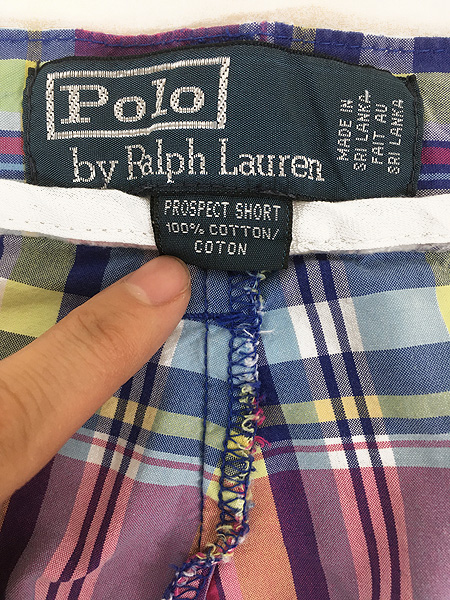 Polo
by Ralph Lauren
MADE IN
SRI LANKA
FAIT AU
SRI LANKA
PROSPECT SHORT
100% COTTON/
COTON